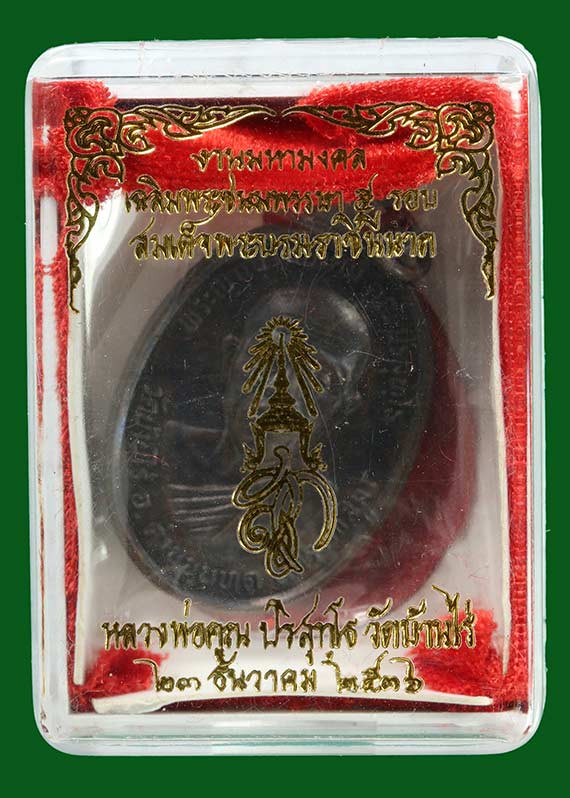 งานมหามงคล
เฉลิมพระชนมพรรษา ๕ รอบ
สมเด็จพระบรมราชินีนาถ
หลวงพ่อคูณ ปริสุทฺโธ วัดบ้านไร่
๒๓ ธันวาคม ๒๕๓๖